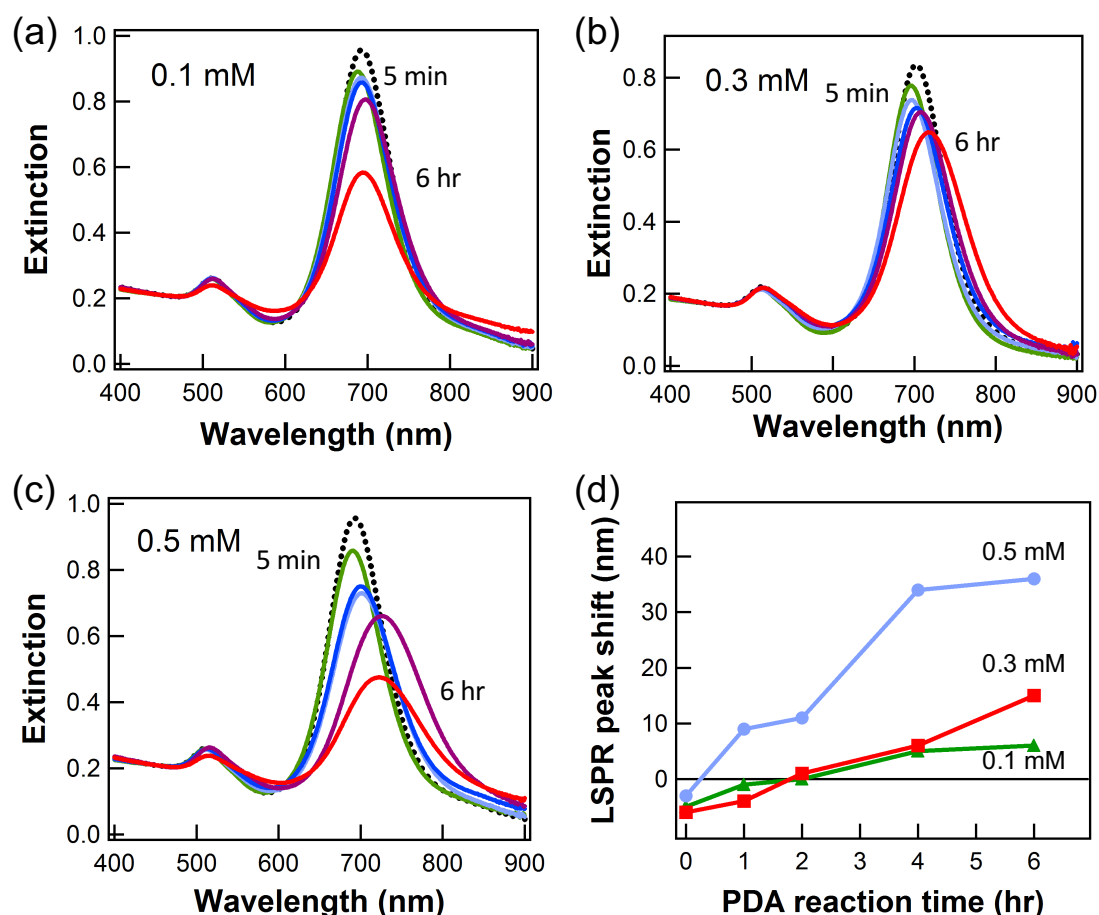 (a)
1.0
0.8
0.6
0.4
0.2
0.0
Extinction
0.1 mM
5 min
6 hr
400 500 600 700 800 900
Wavelength (nm)
(b)
0.8
0.6
0.4
0.2
0.0
Extinction
0.3 mM
5 min
6 hr
400 500 600 700 800 900
Wavelength (nm)
(c)
1.0
0.8
0.6
0.4
0.2
0.0
Extinction
0.5 mM
5 min
6 hr
400 500 600 700 800 900
Wavelength (nm)
(d)
40
30
20
10
0
LSPR peak shift (nm)
0.5 mM
0.3 mM
0.1 mM
0 1 2 3 4 5 6
PDA reaction time (hr)